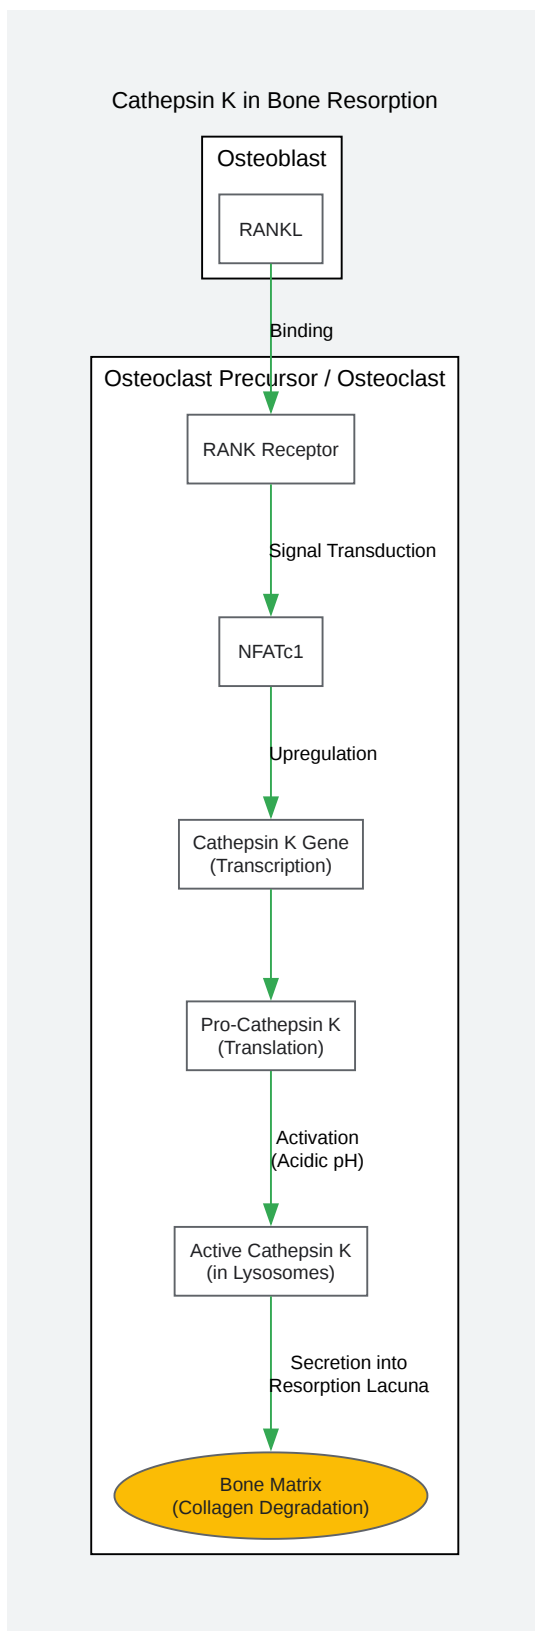 Cathepsin K in Bone Resorption
Osteoblast
RANKL
Binding
Osteoclast Precursor / Osteoclast
RANK Receptor
Signal Transduction
NFATc1
Upregulation
Cathepsin K Gene
(Transcription)
Pro-Cathepsin K
(Translation)
Activation
(Acidic pH)
Active Cathepsin K
(in Lysosomes)
Secretion into
Resorption Lacuna
Bone Matrix
(Collagen Degradation)